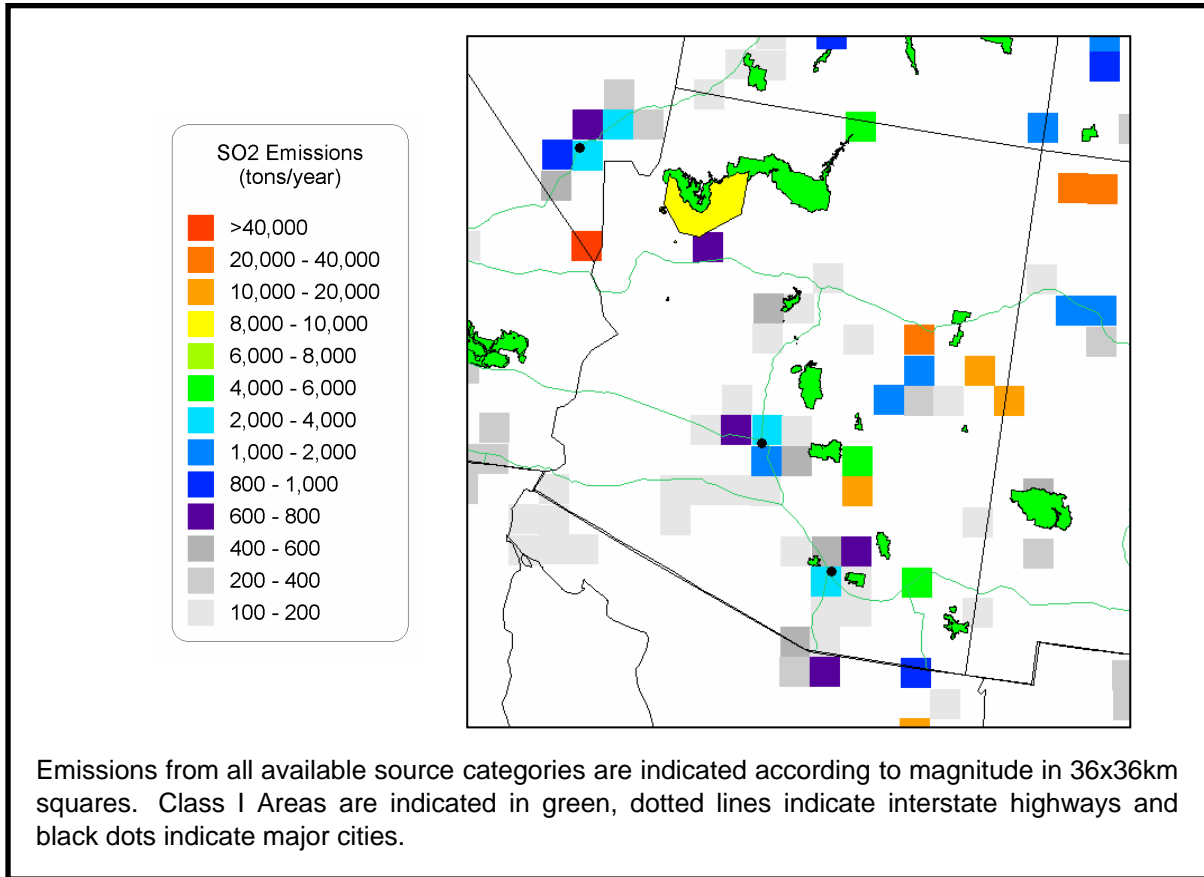 SO2 Emissions
(tons/year)
>40,000
20,000 - 40,000
10,000 - 20,000
8,000 - 10,000
6,000 - 8,000
4,000 - 6,000
2,000 - 4,000
1,000 - 2,000
800 - 1,000
600 - 800
400 - 600
200 - 400
100 - 200
Emissions from all available source categories are indicated according to magnitude in 36x36km
squares. Class I Areas are indicated in green, dotted lines indicate interstate highways and
black dots indicate major cities.